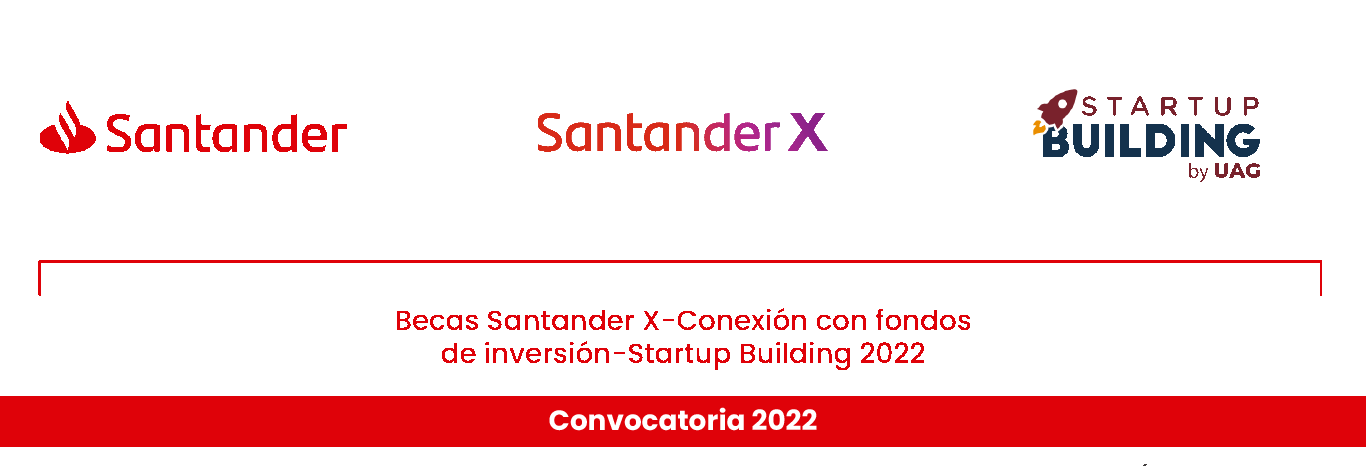 Santander
Santander X
STARTUP
BUILDING
by UAG
Becas Santander X-Conexión con fondos
de inversión-Startup Building 2022
Convocatoria 2022